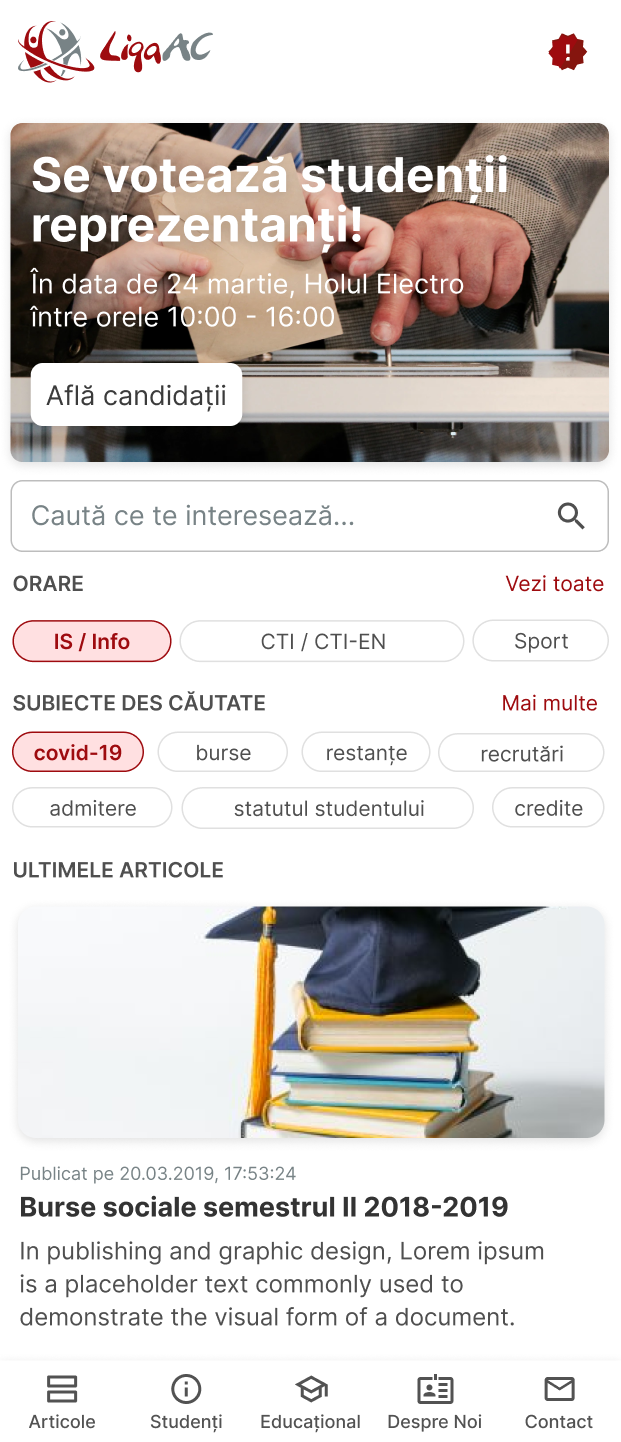 LigaAC
Se votează studenții
reprezentanți!
În data de 24 martie, Holul Electro
între orele 10:00 - 16:00
Află candidații
Caută ce te interesează...
ORARE
Vezi toate
IS / Info
CTI / CTI-EN
Sport
SUBIECTE DES CĂUTATE
Mai multe
covid-19
burse
restanțe
recrutări
admitere
statutul studentului
credite
ULTIMELE ARTICOLE
Publicat pe 20.03.2019, 17:53:24
Burse sociale semestrul II 2018-2019
In publishing and graphic design, Lorem ipsum
is a placeholder text commonly used to
demonstrate the visual form of a document.
Articole
Studenți
Educațional
Despre Noi
Contact